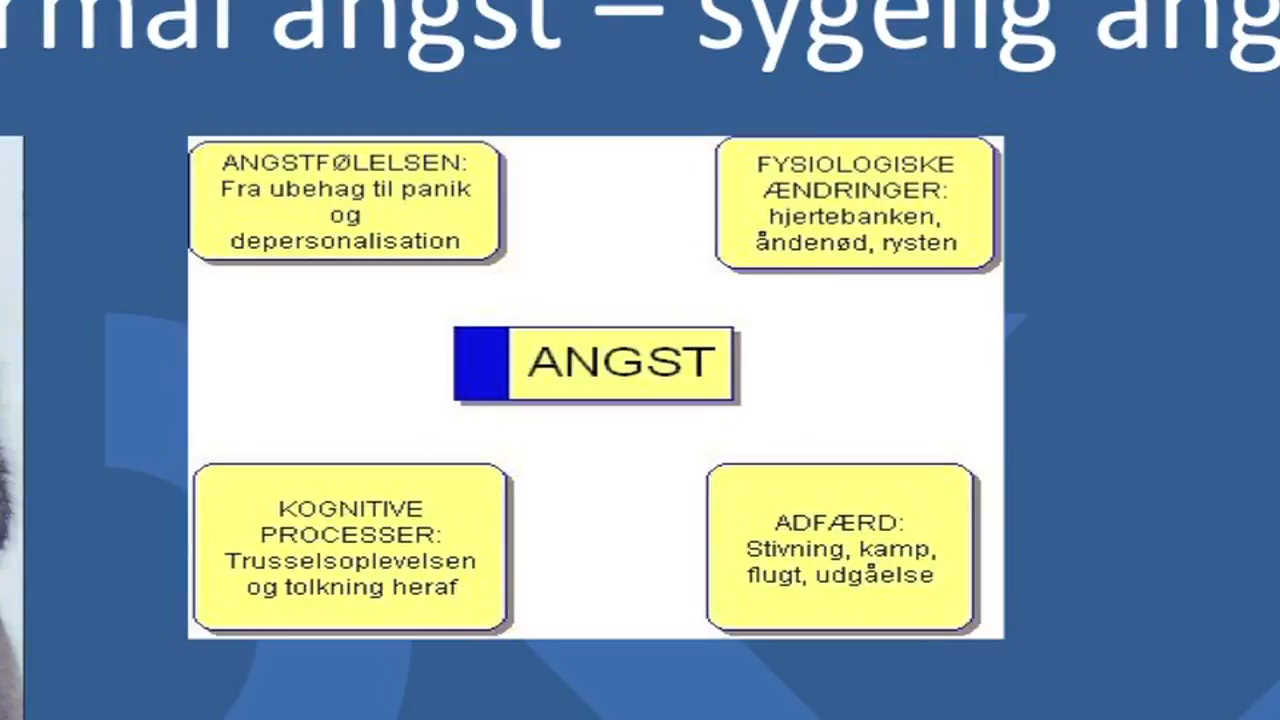 rmal angst – sygelig ang
ANGSTFØLELSEN:
Fra ubehag til panik
og
depersonalisation
FYSIOLOGISKE
ÆNDRINGER:
hjertebanken,
åndenød, rysten
ANGST
KOGNITIVE
PROCESSER:
Trusselsoplevelsen
og tolkning heraf
ADFÆRD:
Stivning, kamp,
flugt, udgåelse